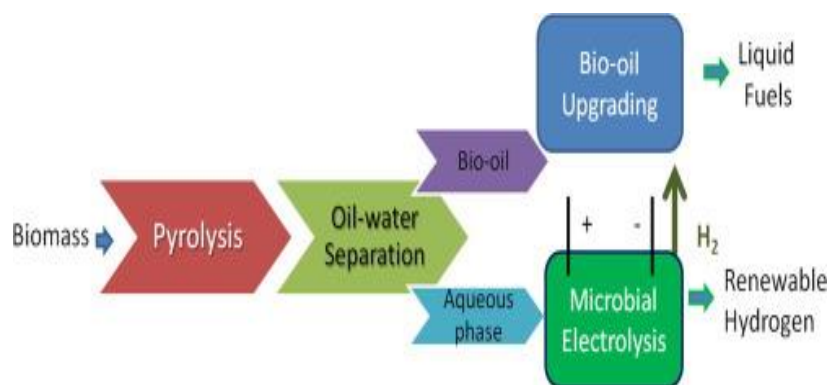 Biomass
Pyrolysis
Oil-water
Separation
Bio-oil
Aqueous
phase
Bio-oil
Upgrading
Liquid
Fuels
+ -
H₂
Microbial
Electrolysis
Renewable
Hydrogen